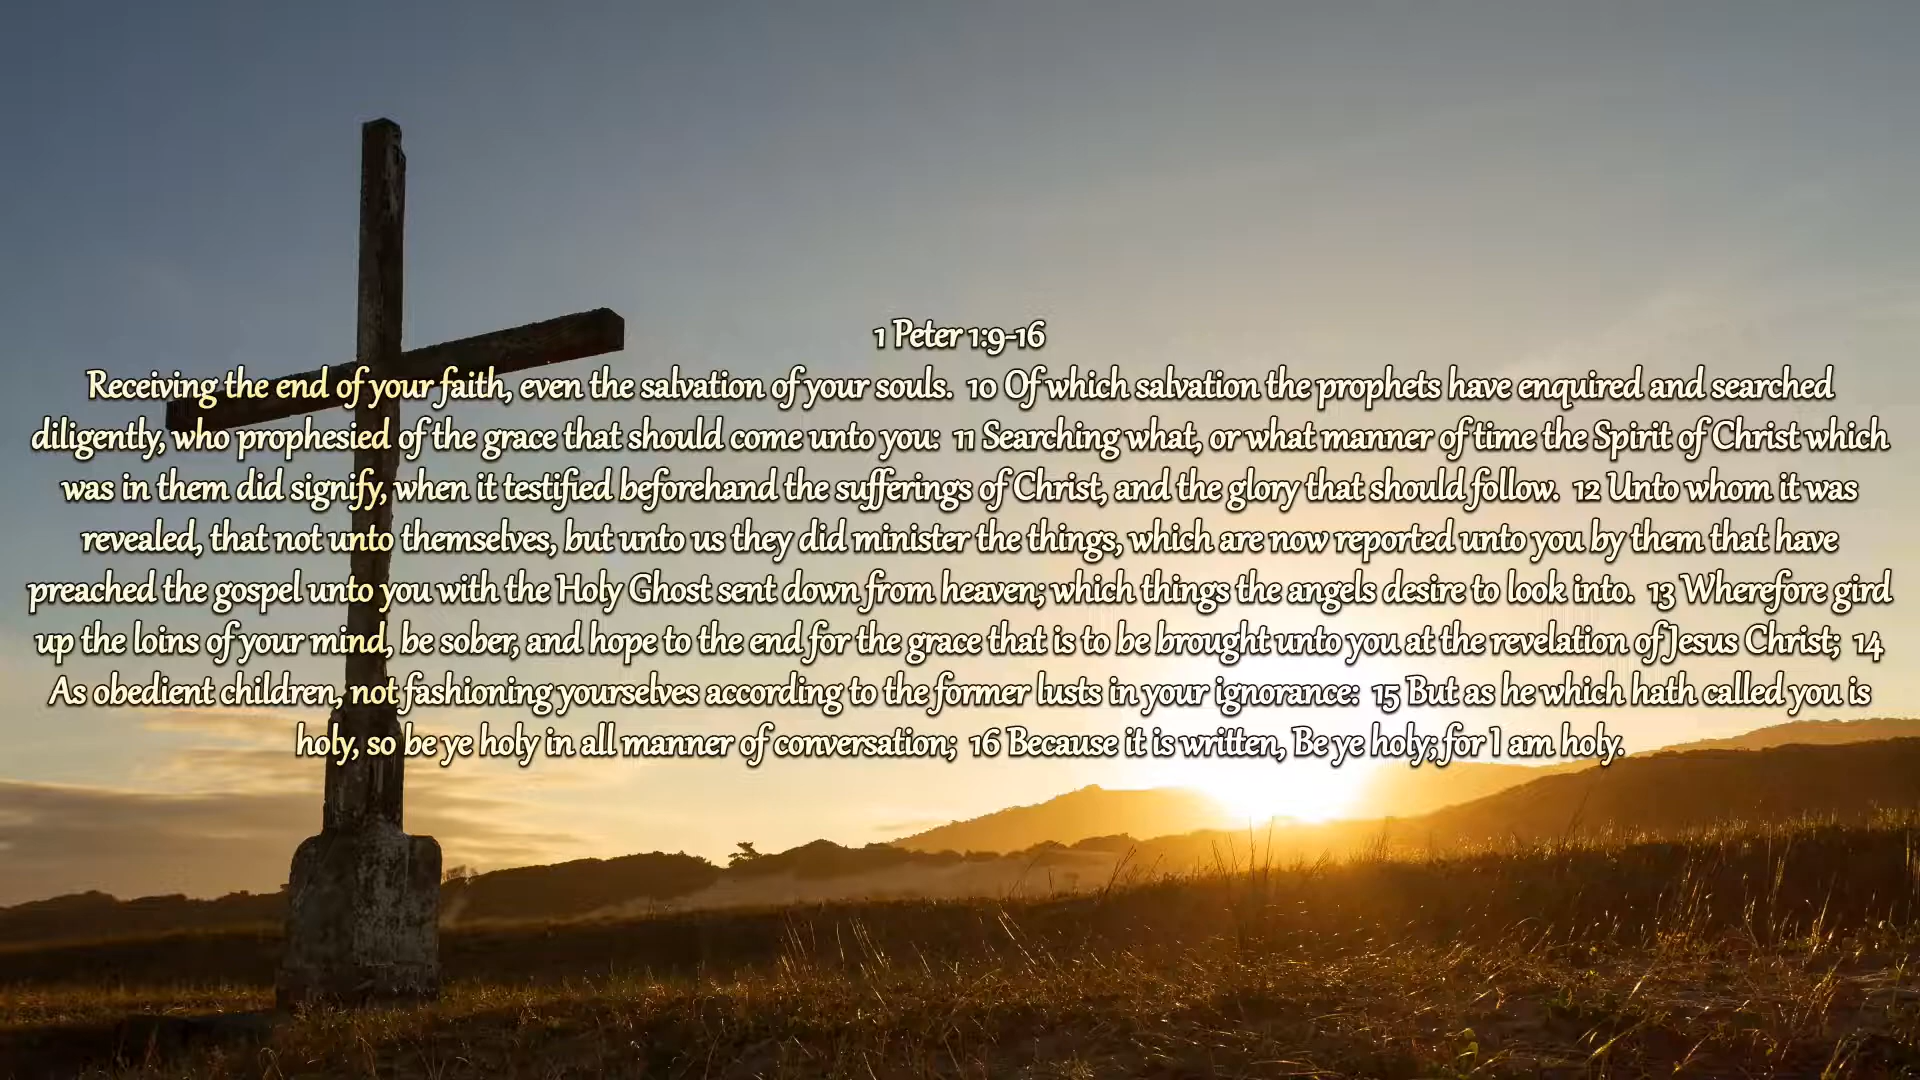 1 Peter 1:9-16
Receiving the end of your faith, even the salvation of your souls.  10 Of which salvation the prophets have enquired and searched
diligently, who prophesied of the grace that should come unto you:  11 Searching what, or what manner of time the Spirit of Christ which
was in them did signify, when it testified beforehand the sufferings of Christ, and the glory that should follow.  12 Unto whom it was
revealed, that not unto themselves, but unto us they did minister the things, which are now reported unto you by them that have
preached the gospel unto you with the Holy Ghost sent down from heaven; which things the angels desire to look into.  13 Wherefore gird
up the loins of your mind, be sober, and hope to the end for the grace that is to be brought unto you at the revelation of Jesus Christ;  14
As obedient children, not fashioning yourselves according to the former lusts in your ignorance:  15 But as he which hath called you is
holy, so be ye holy in all manner of conversation;  16 Because it is written, Be ye holy; for I am holy.